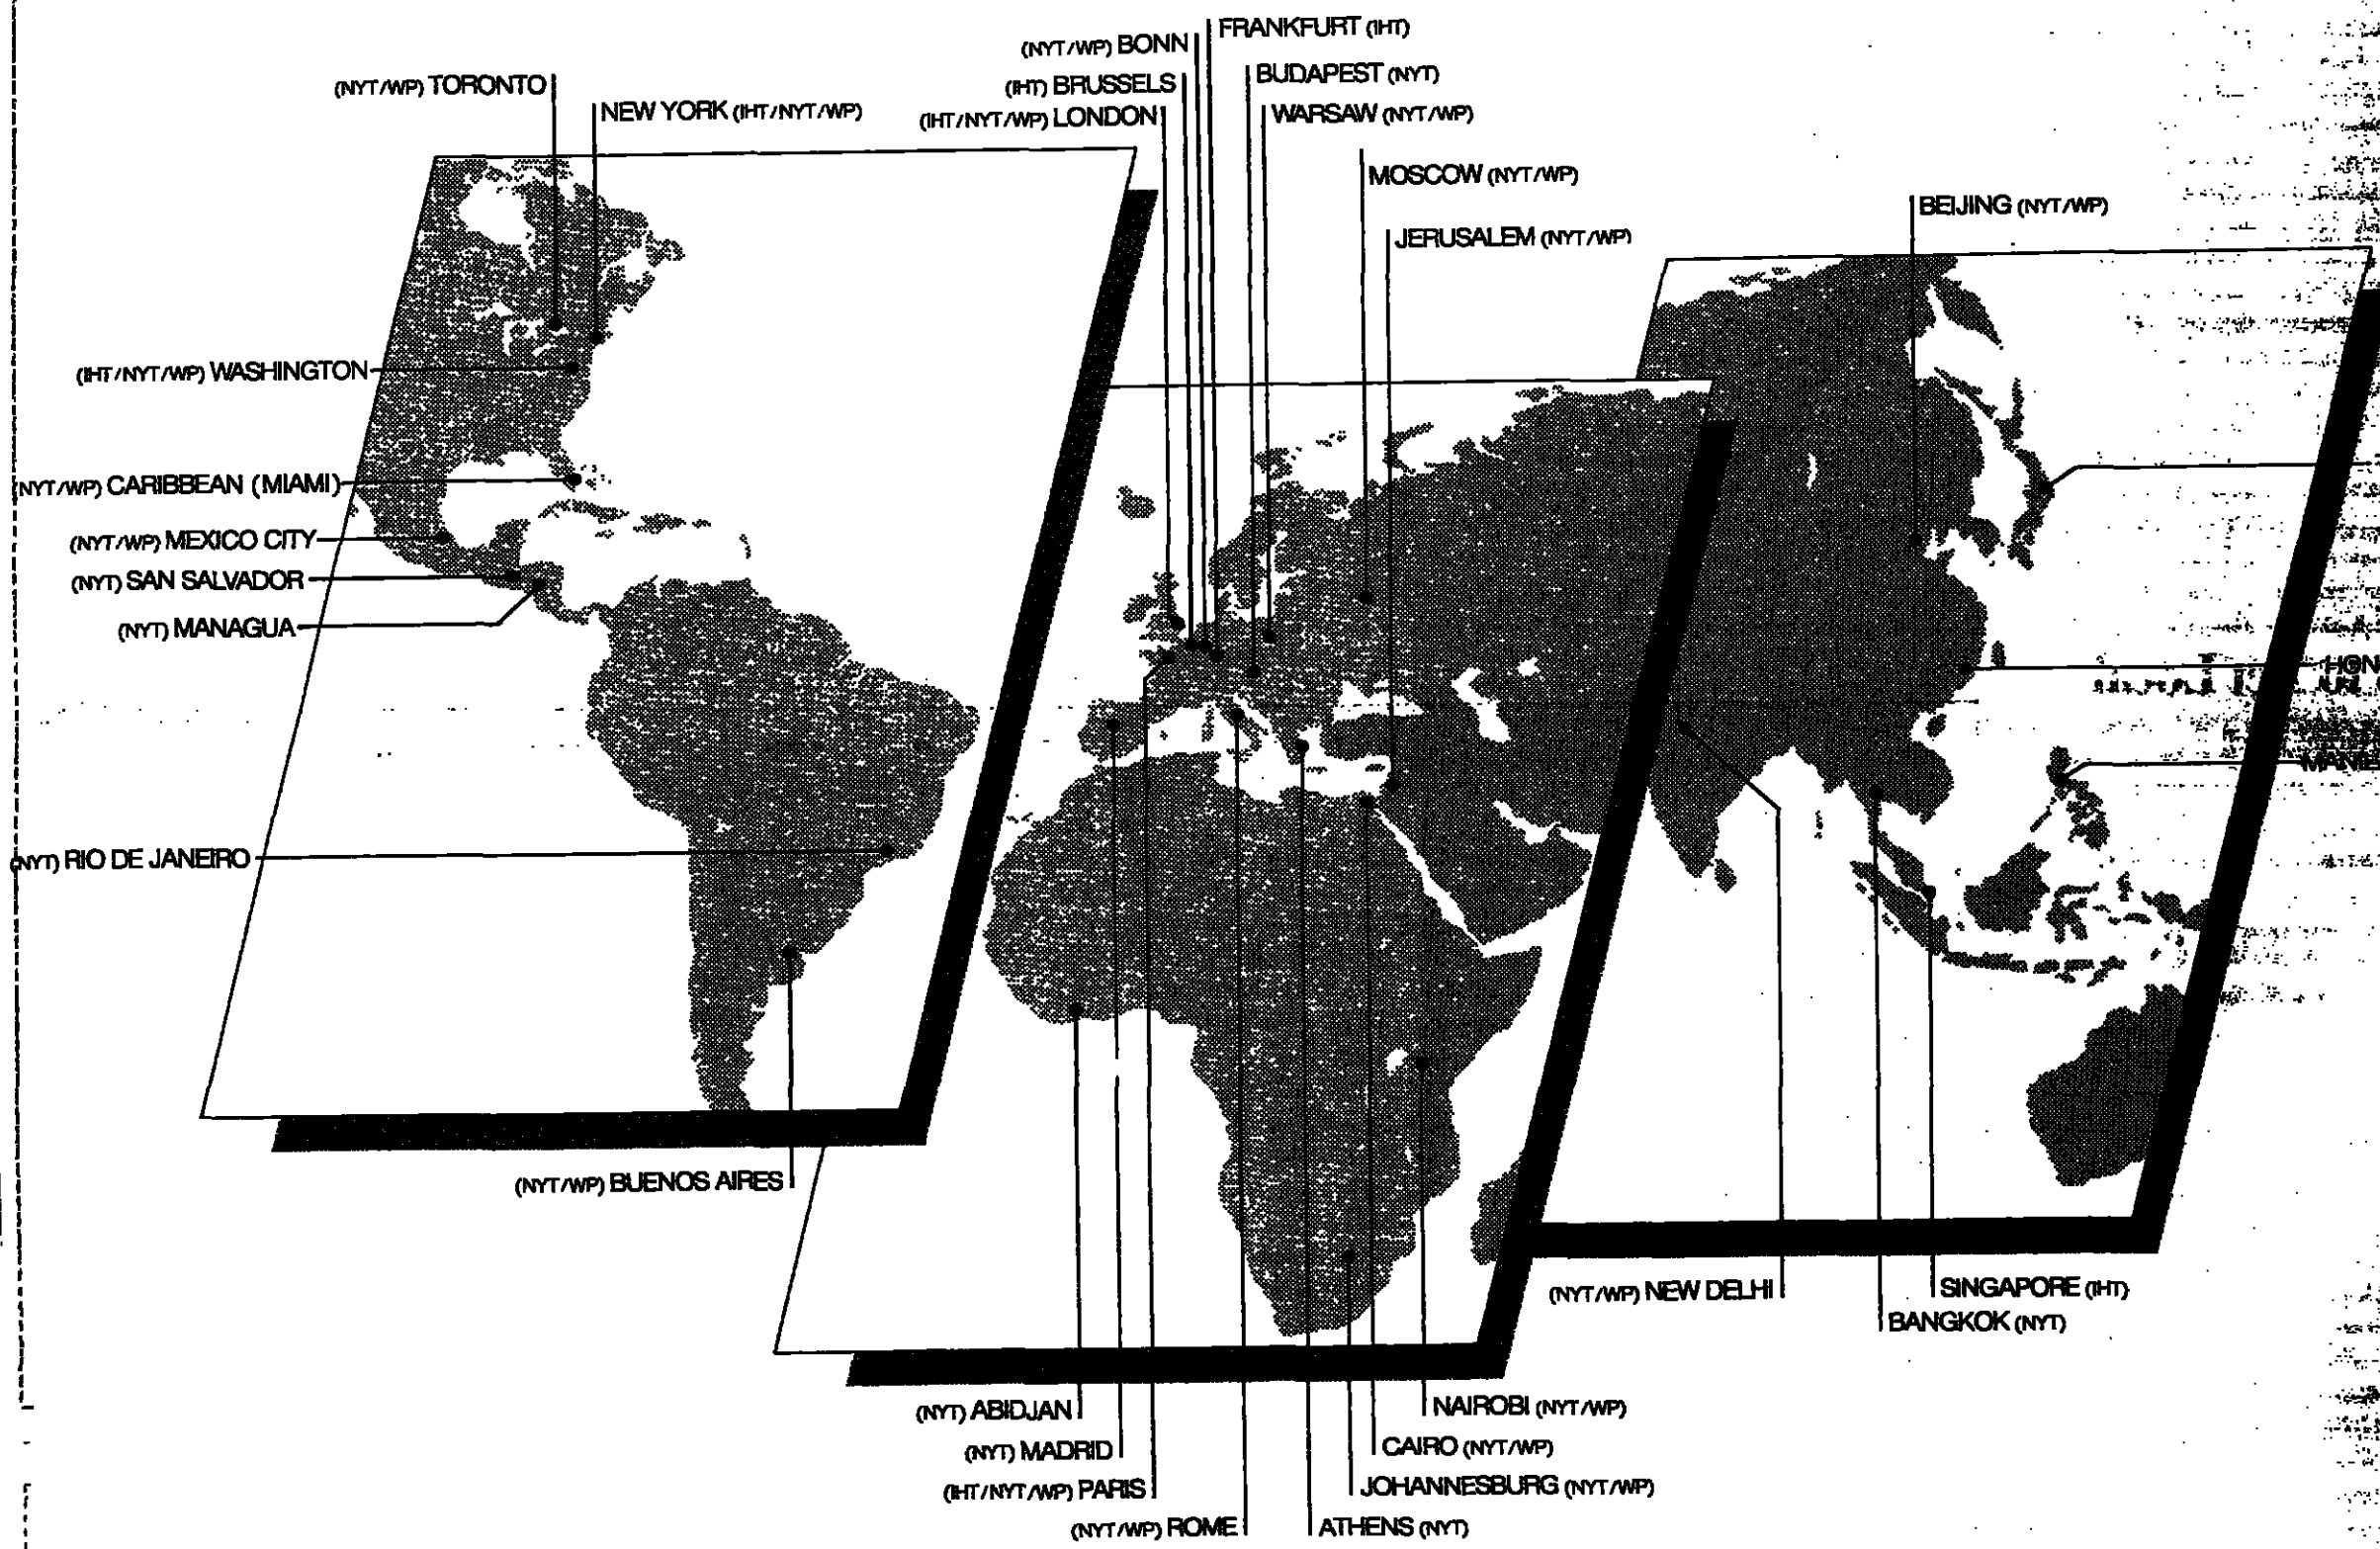 FRANKFURT (IHT)
(NYT/WP) BONN
BUDAPEST (NYT)
(IHT) BRUSSELS
(NYT/WP) TORONTO
NEW YORK (IHT/NYT/WP)
(IHT/NYT/WP) LONDON
WARSAW (NYT/WP)
MOSCOW (NYT/WP)
BEIJING (NYT/WP)
JERUSALEM (NYT/WP)
(IHT/NYT/WP) WASHINGTON
(NYT/WP) CARIBBEAN (MIAMI)
(NYT/WP) MEXICO CITY
(NYT) SAN SALVADOR
(NYT) MANAGUA
HON
MANIL
(NYT) RIO DE JANEIRO
(NYT/WP) BUENOS AIRES
(NYT/WP) NEW DELHI
SINGAPORE (IHT)
BANGKOK (NYT)
(NYT) ABIDJAN
NAIROBI (NYT/WP)
(NYT) MADRID
CAIRO (NYT/WP)
(IHT/NYT/WP) PARIS
JOHANNESBURG (NYT/WP)
(NYT/WP) ROME
ATHENS (NYT)